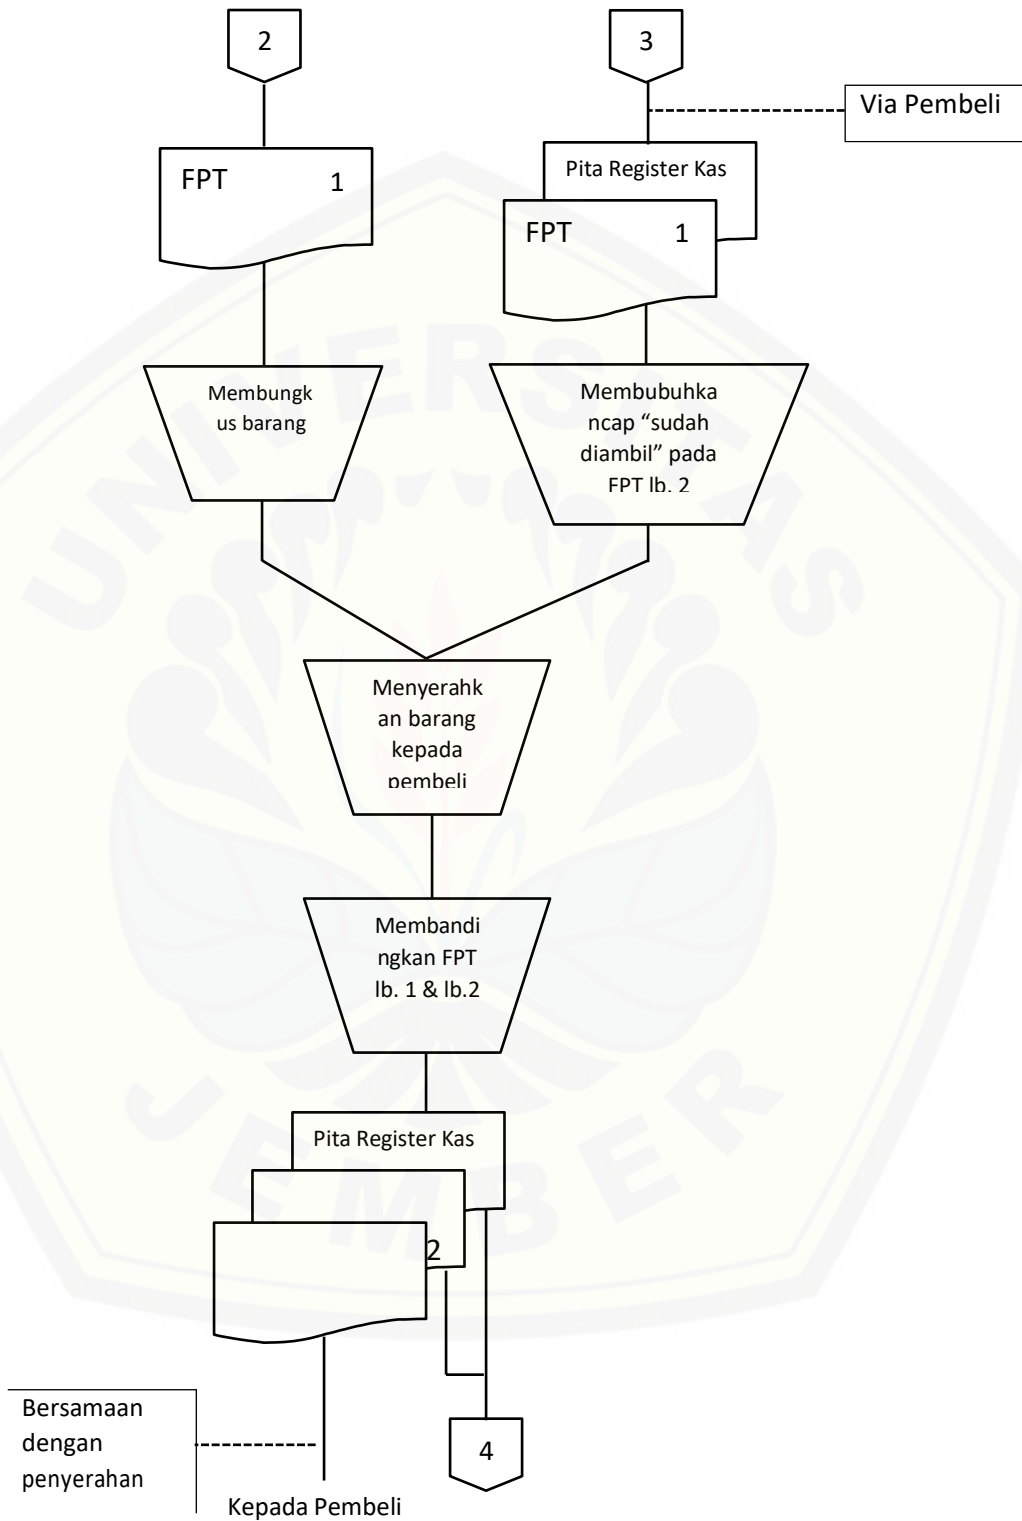 2
3
Via Pembeli
FPT 1
Pita Register Kas
FPT 1
Membungk
us barang
Membubuhka
ncap “sudah
diambil” pada
FPT lb. 2
Menyerahk
an barang
kepada
pembeli
Membandi
ngkan FPT
lb. 1 & lb.2
Pita Register Kas
2
Bersamaan
dengan
penyerahan
4
Kepada Pembeli
UNIVERSITAS
JEMBER